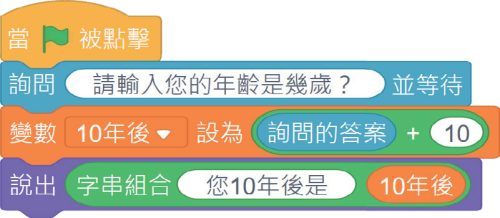 當 被點擊
詢問 請輸入您的年齡是幾歲？ 並等待
變數 10年後 設為 詢問的答案 + 10
說出 字串組合 您10年後是 10年後